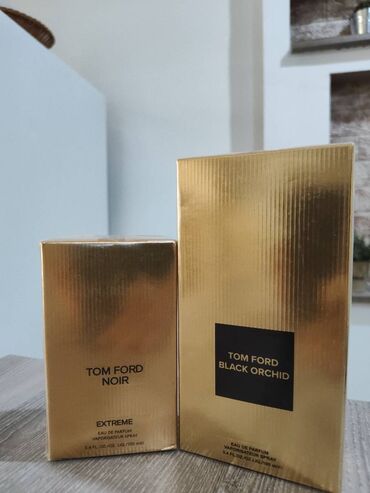 TOM FORD
NOIR
EXTREME
EAU DE PARFUM
VAPORISATEUR SPRAY
TOM FORD
BLACK ORCHID
EAU DE PARFUM
VAPORISATEUR SPRAY